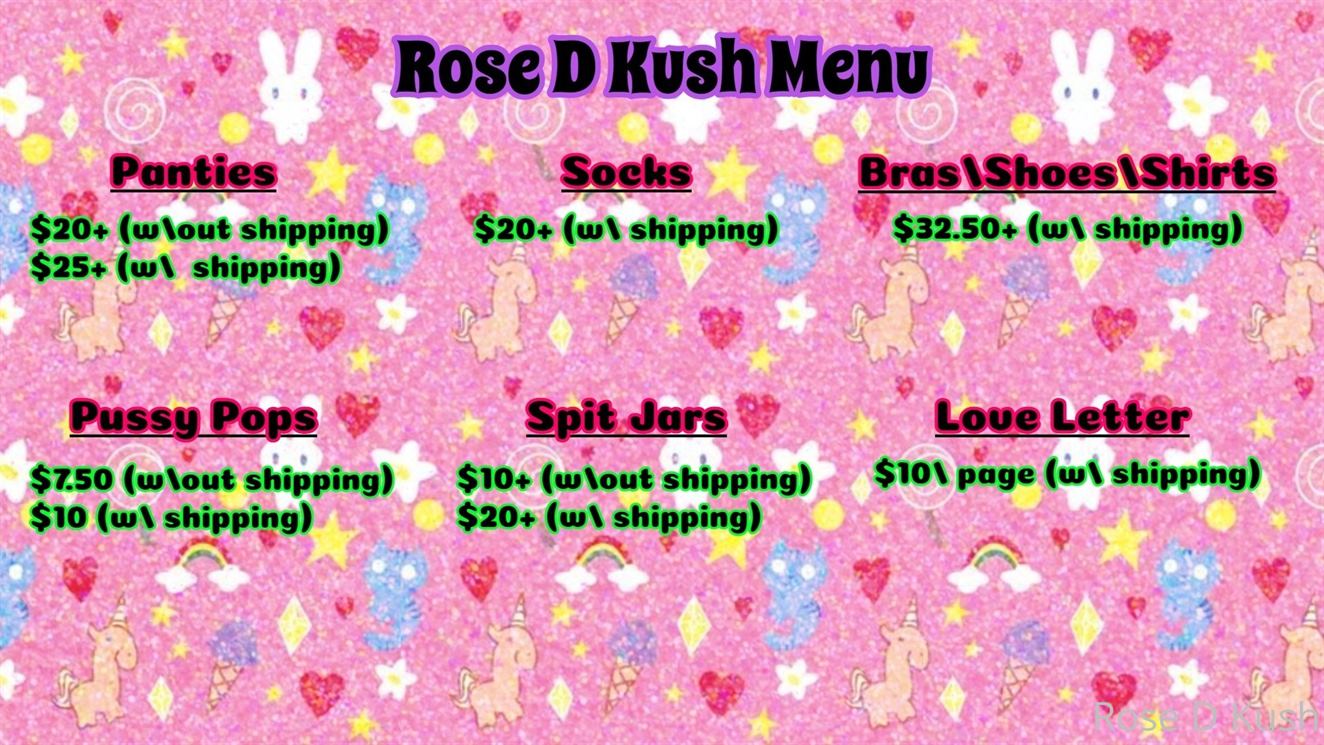 Rose D Kush Menu
Panties
$20+ (w\out shipping)
$25+ (w\ shipping)
Socks
$20+ (w\ shipping)
Bras\Shoes\Shirts
$32.50+ (w\ shipping)
Pussy Pops
$7.50 (w\out shipping)
$10 (w\ shipping)
Spit Jars
$10+ (w\out shipping)
$20+ (w\ shipping)
Love Letter
$10\ page (w\ shipping)
Rose D Kush